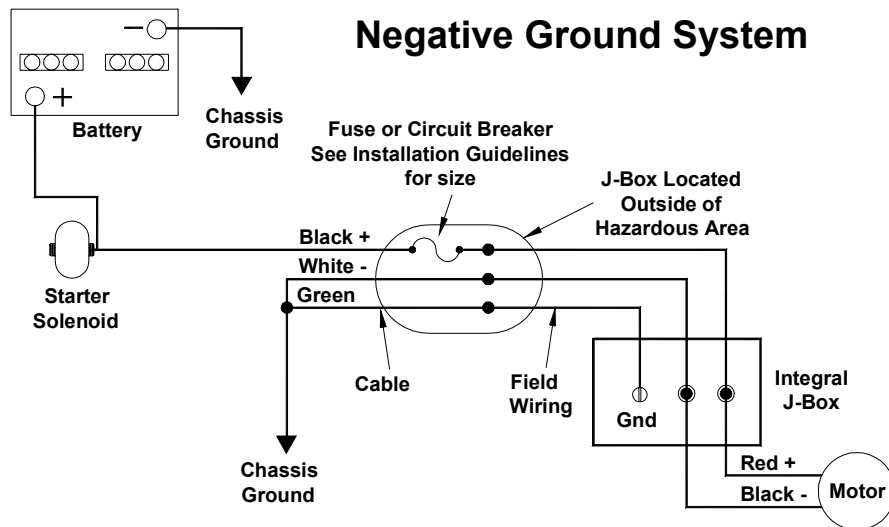 Negative Ground System
−
+
Battery
Chassis
Ground
Fuse or Circuit Breaker
See Installation Guidelines
for size
J-Box Located
Outside of
Hazardous Area
Black +
White -
Green
Starter
Solenoid
Cable
Field
Wiring
Gnd
Integral
J-Box
Chassis
Ground
Red +
Black -
Motor